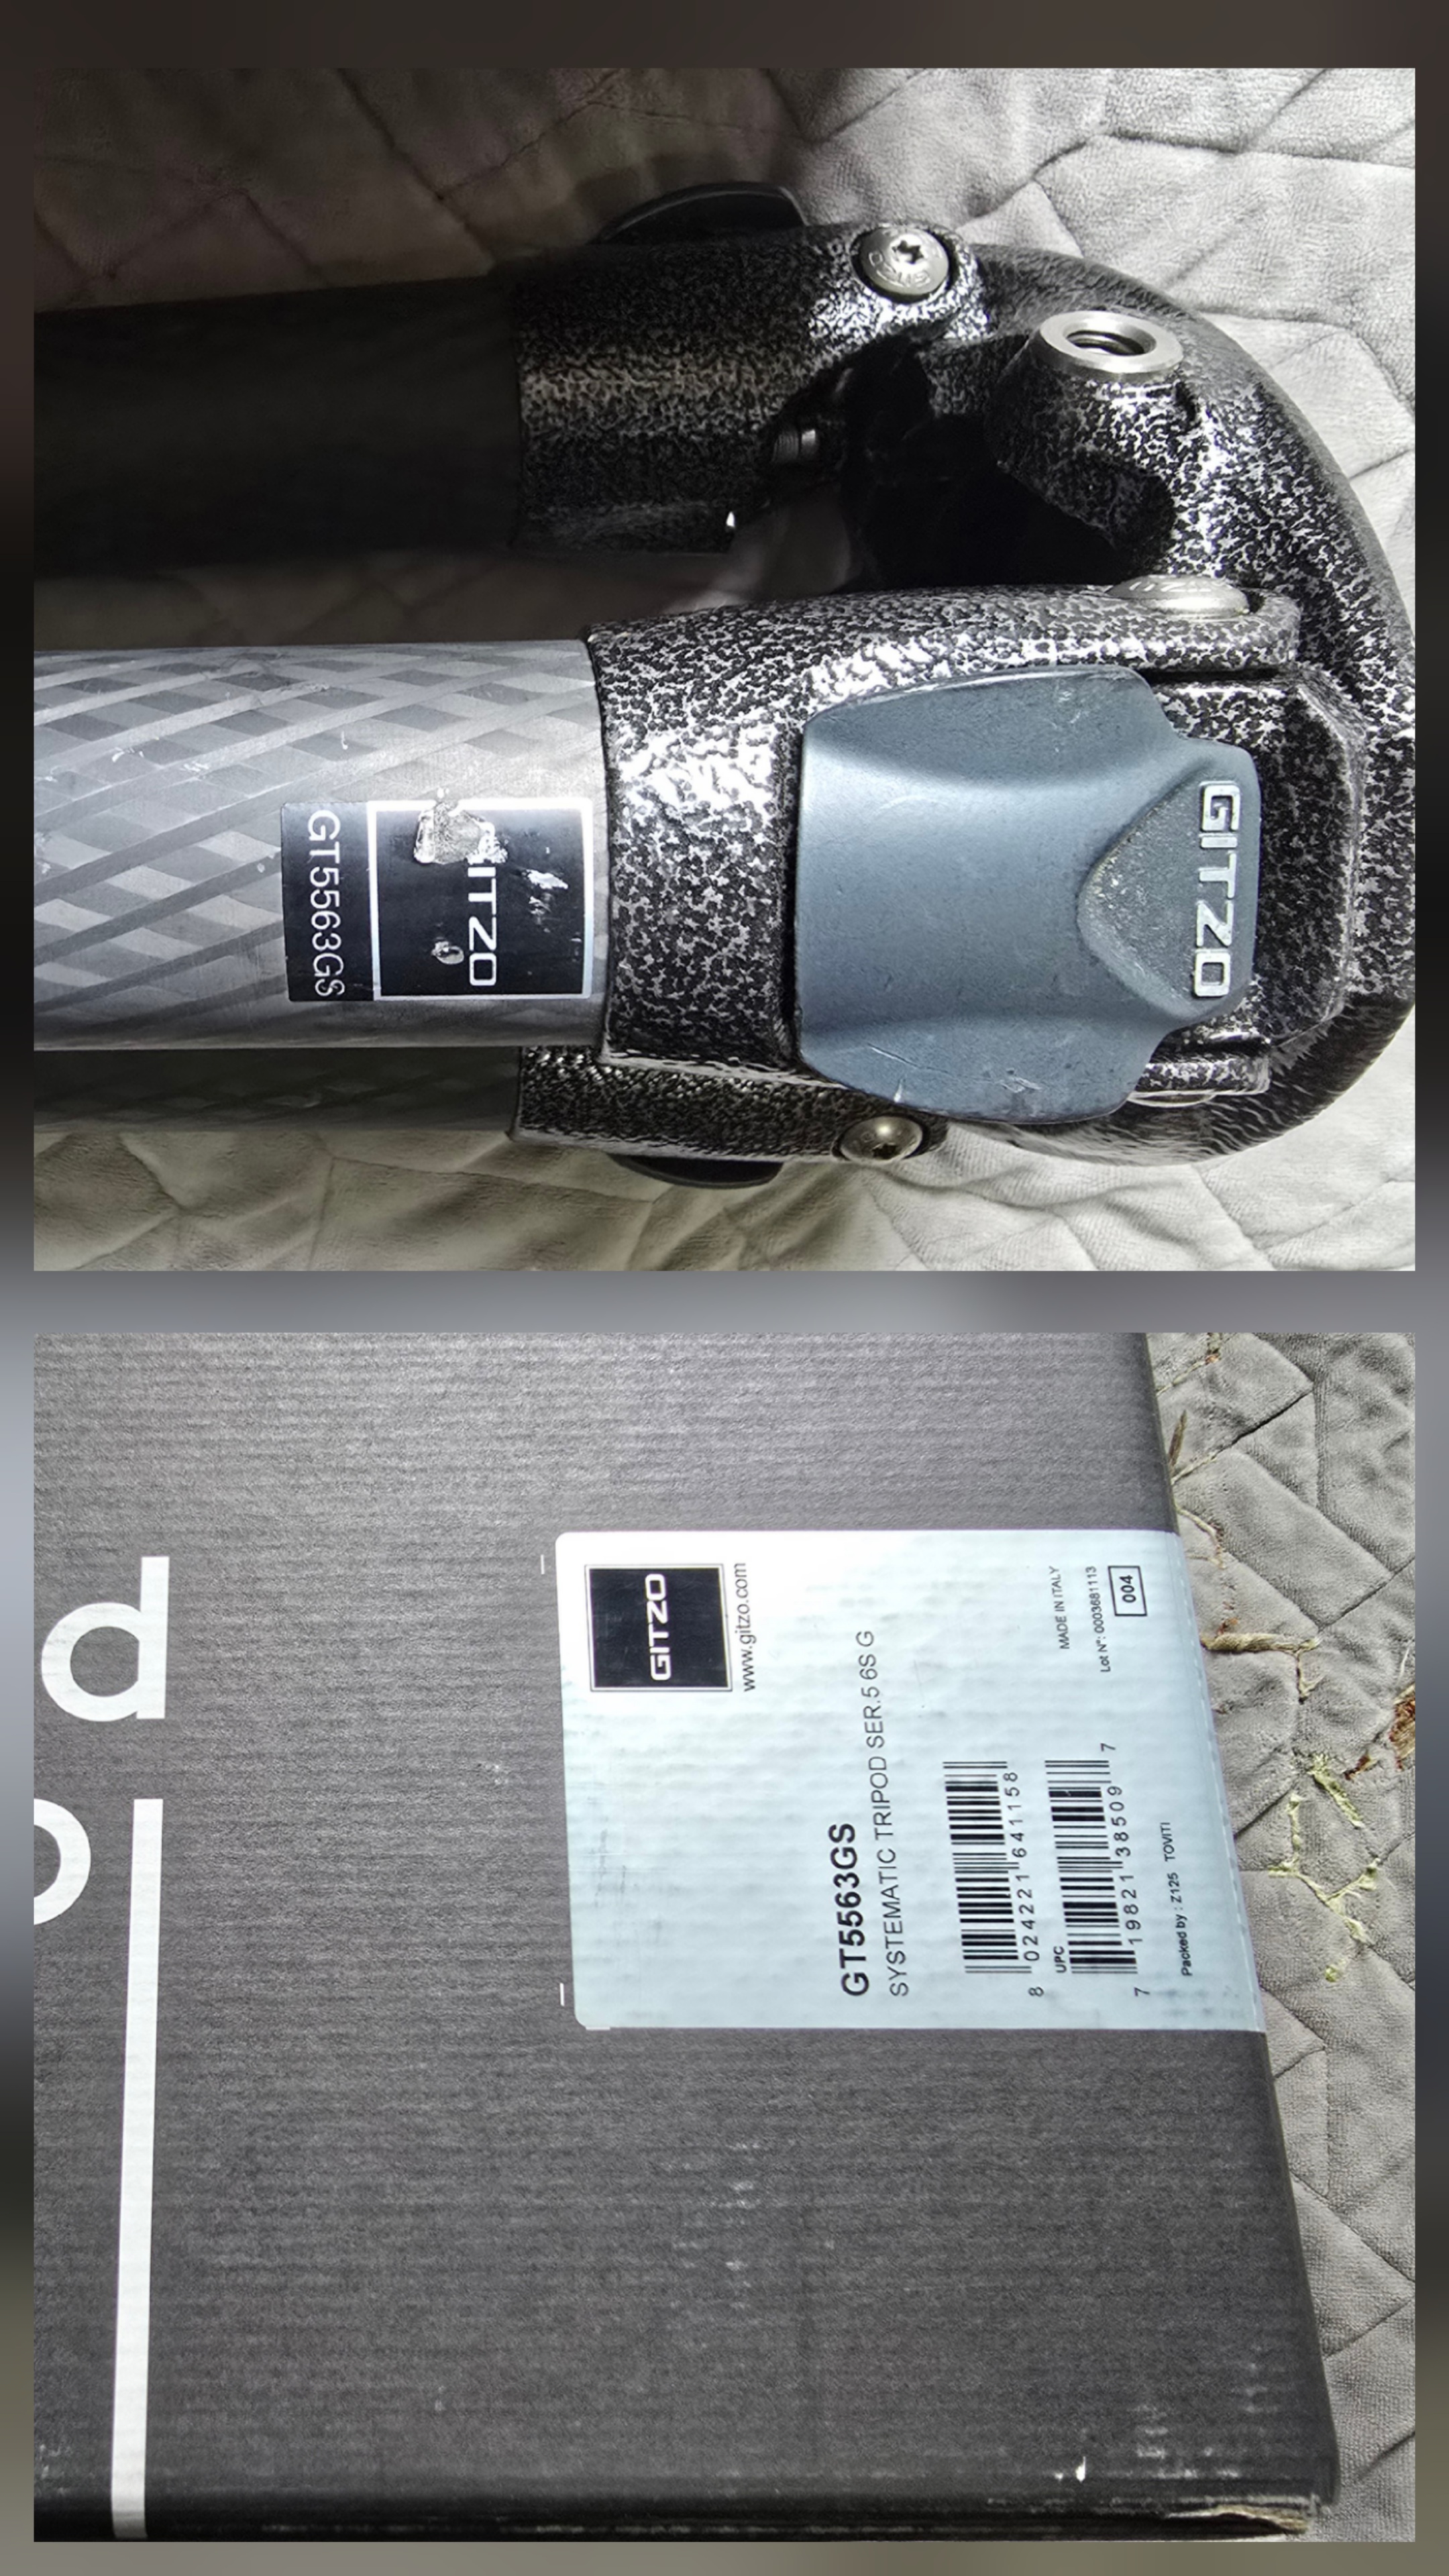 GITZO
ITZO
GT5563GS
d
GITZO
www.gitzo.com
GT5563GS
SYSTEMATIC TRIPOD SER.5 6S G
MADE IN ITALY
Lot N°: 0003681113
004
8 024221 641158
UPC
7 19821 38509 7
Packed by : Z125 TOVITI